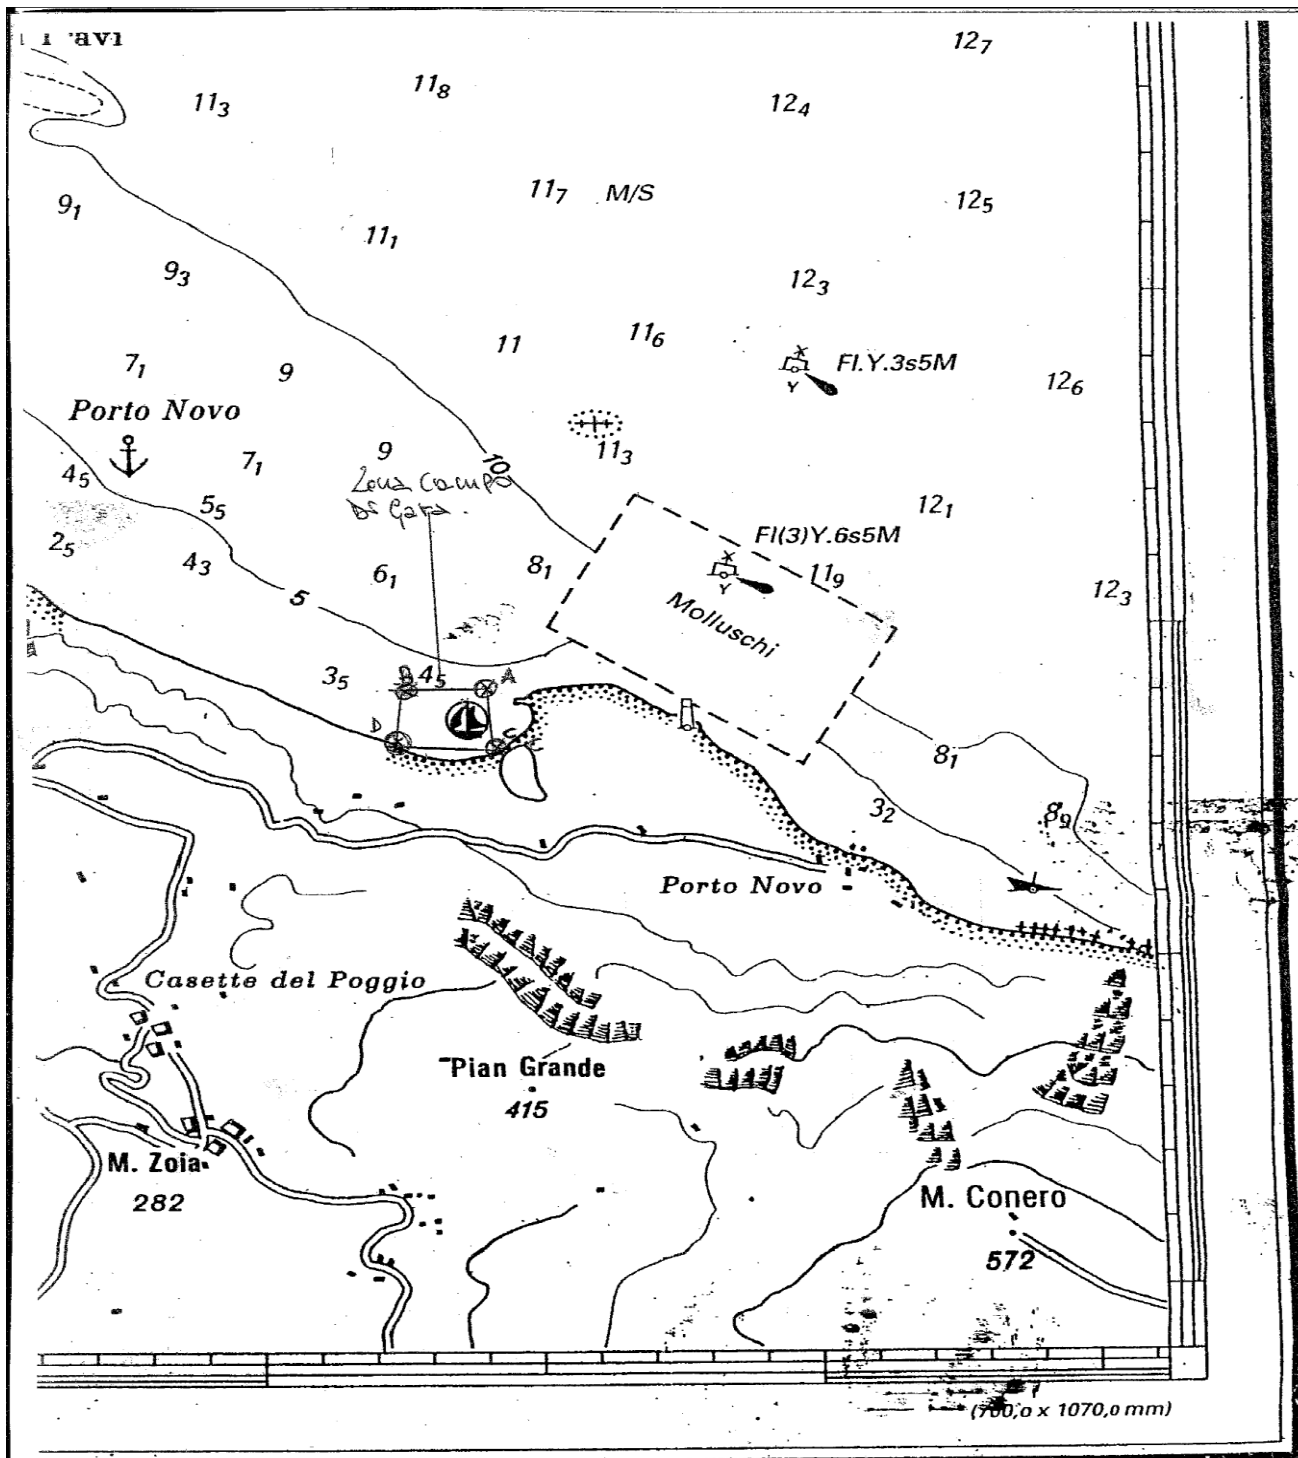 12₇
11₈
11₃
12₄
11₇ M/S
12₅
9₁
11₁
9₃
12₃
11 11₆
Fl.Y.3s5M
Y
7₁
9
12₆
Porto Novo
9
10
11₃
7₁
4₅
Zona Campo
Di Gara.
5₅
12₁
2₅
4₃
Fl(3)Y.6s5M
6₁
8₁
11₉
Y
12₃
5
Molluschi
3₅
B 4₅ A
D
C
8₁
3₂
8₉
Porto Novo
Casette del Poggio
Pian Grande
415
M. Zoia
282
M. Conero
572
(700,0 x 1070,0 mm)